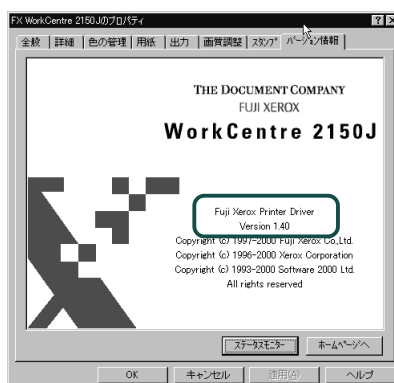 FX WorkCentre 2150Jのプロパティ
全般 詳細 色の管理 用紙 出力 画質調整 スタンプ バージョン情報
THE DOCUMENT COMPANY
FUJI XEROX
WorkCentre 2150J
Fuji Xerox Printer Driver
Version 1.40
Copyright (c) 1997-2000 Fuji Xerox Co.,Ltd.
Copyright (c) 1996-2000 Xerox Corporation
Copyright (c) 1993-2000 Software 2000 Ltd.
All rights reserved
ステータスモニター ホームページへ
OK キャンセル 適用(A) ヘルプ